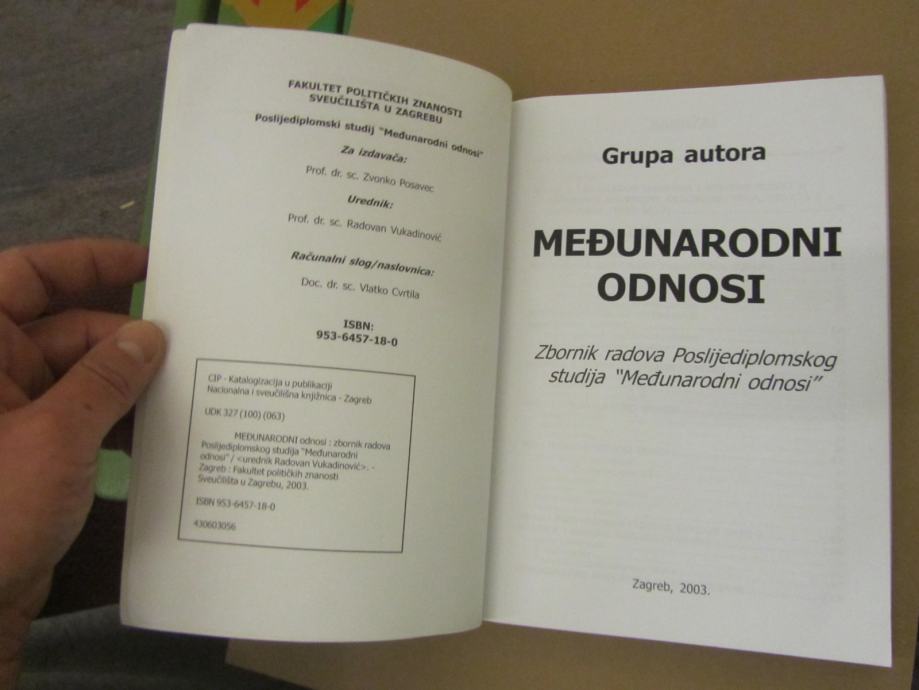 FAKULTET POLITIČKIH ZNANOSTI
SVEUČILIŠTA U ZAGREBU
Poslijediplomski studij "Međunarodni odnosi"
Za izdavača:
Prof. dr. sc. Zvonko Posavec
Urednik:
Prof. dr. sc. Radovan Vukadinović
Računalni slog/naslovnica:
Doc. dr. sc. Vlatko Cvrtila
ISBN:
953-6457-18-0
CIP - Katalogizacija u publikaciji
Nacionalna i sveučilišna knjižnica - Zagreb
UDK 327 (100) (063)
MEĐUNARODNI odnosi : zbornik radova
Poslijediplomskog studija "Međunarodni
odnosi" / <urednik Radovan Vukadinović>. -
Zagreb : Fakultet političkih znanosti
Sveučilišta u Zagrebu, 2003.
ISBN 953-6457-18-0
430603056
Grupa autora
MEĐUNARODNI
ODNOSI
Zbornik radova Poslijediplomskog
studija "Međunarodni odnosi"
Zagreb, 2003.